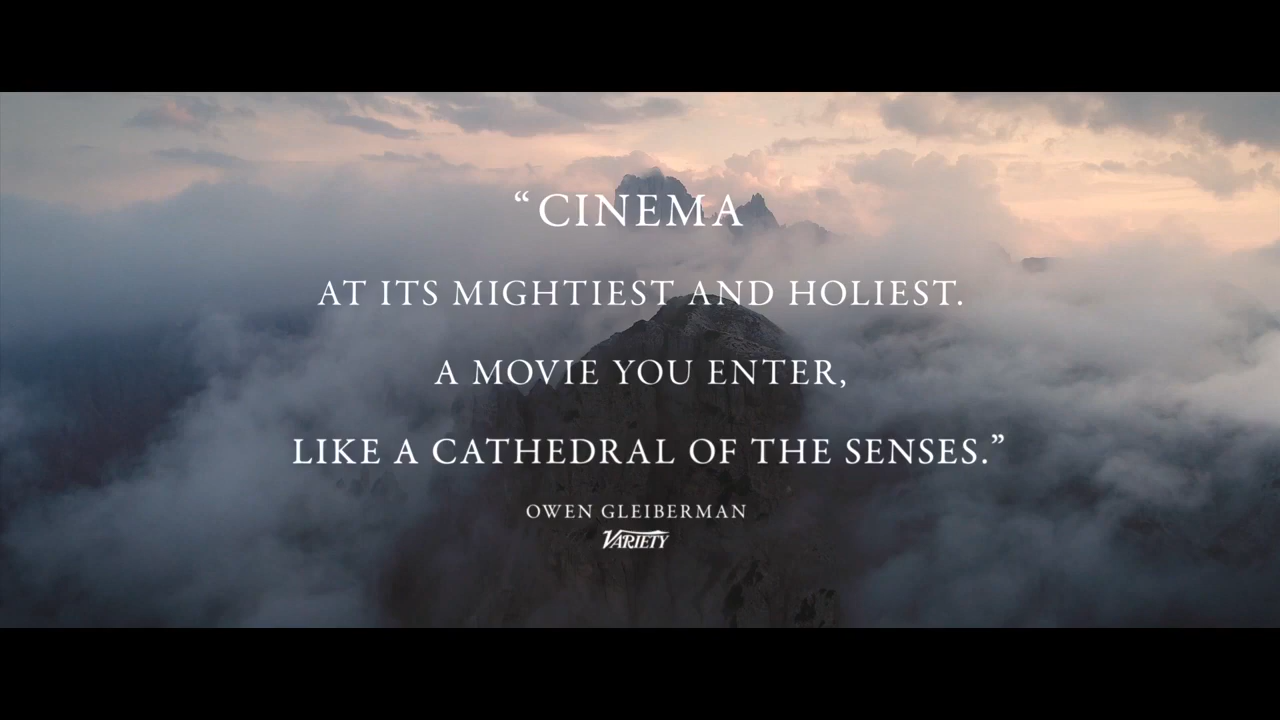 “CINEMA
AT ITS MIGHTIEST AND HOLIEST.
A MOVIE YOU ENTER,
LIKE A CATHEDRAL OF THE SENSES.”
OWEN GLEIBERMAN
VARIETY